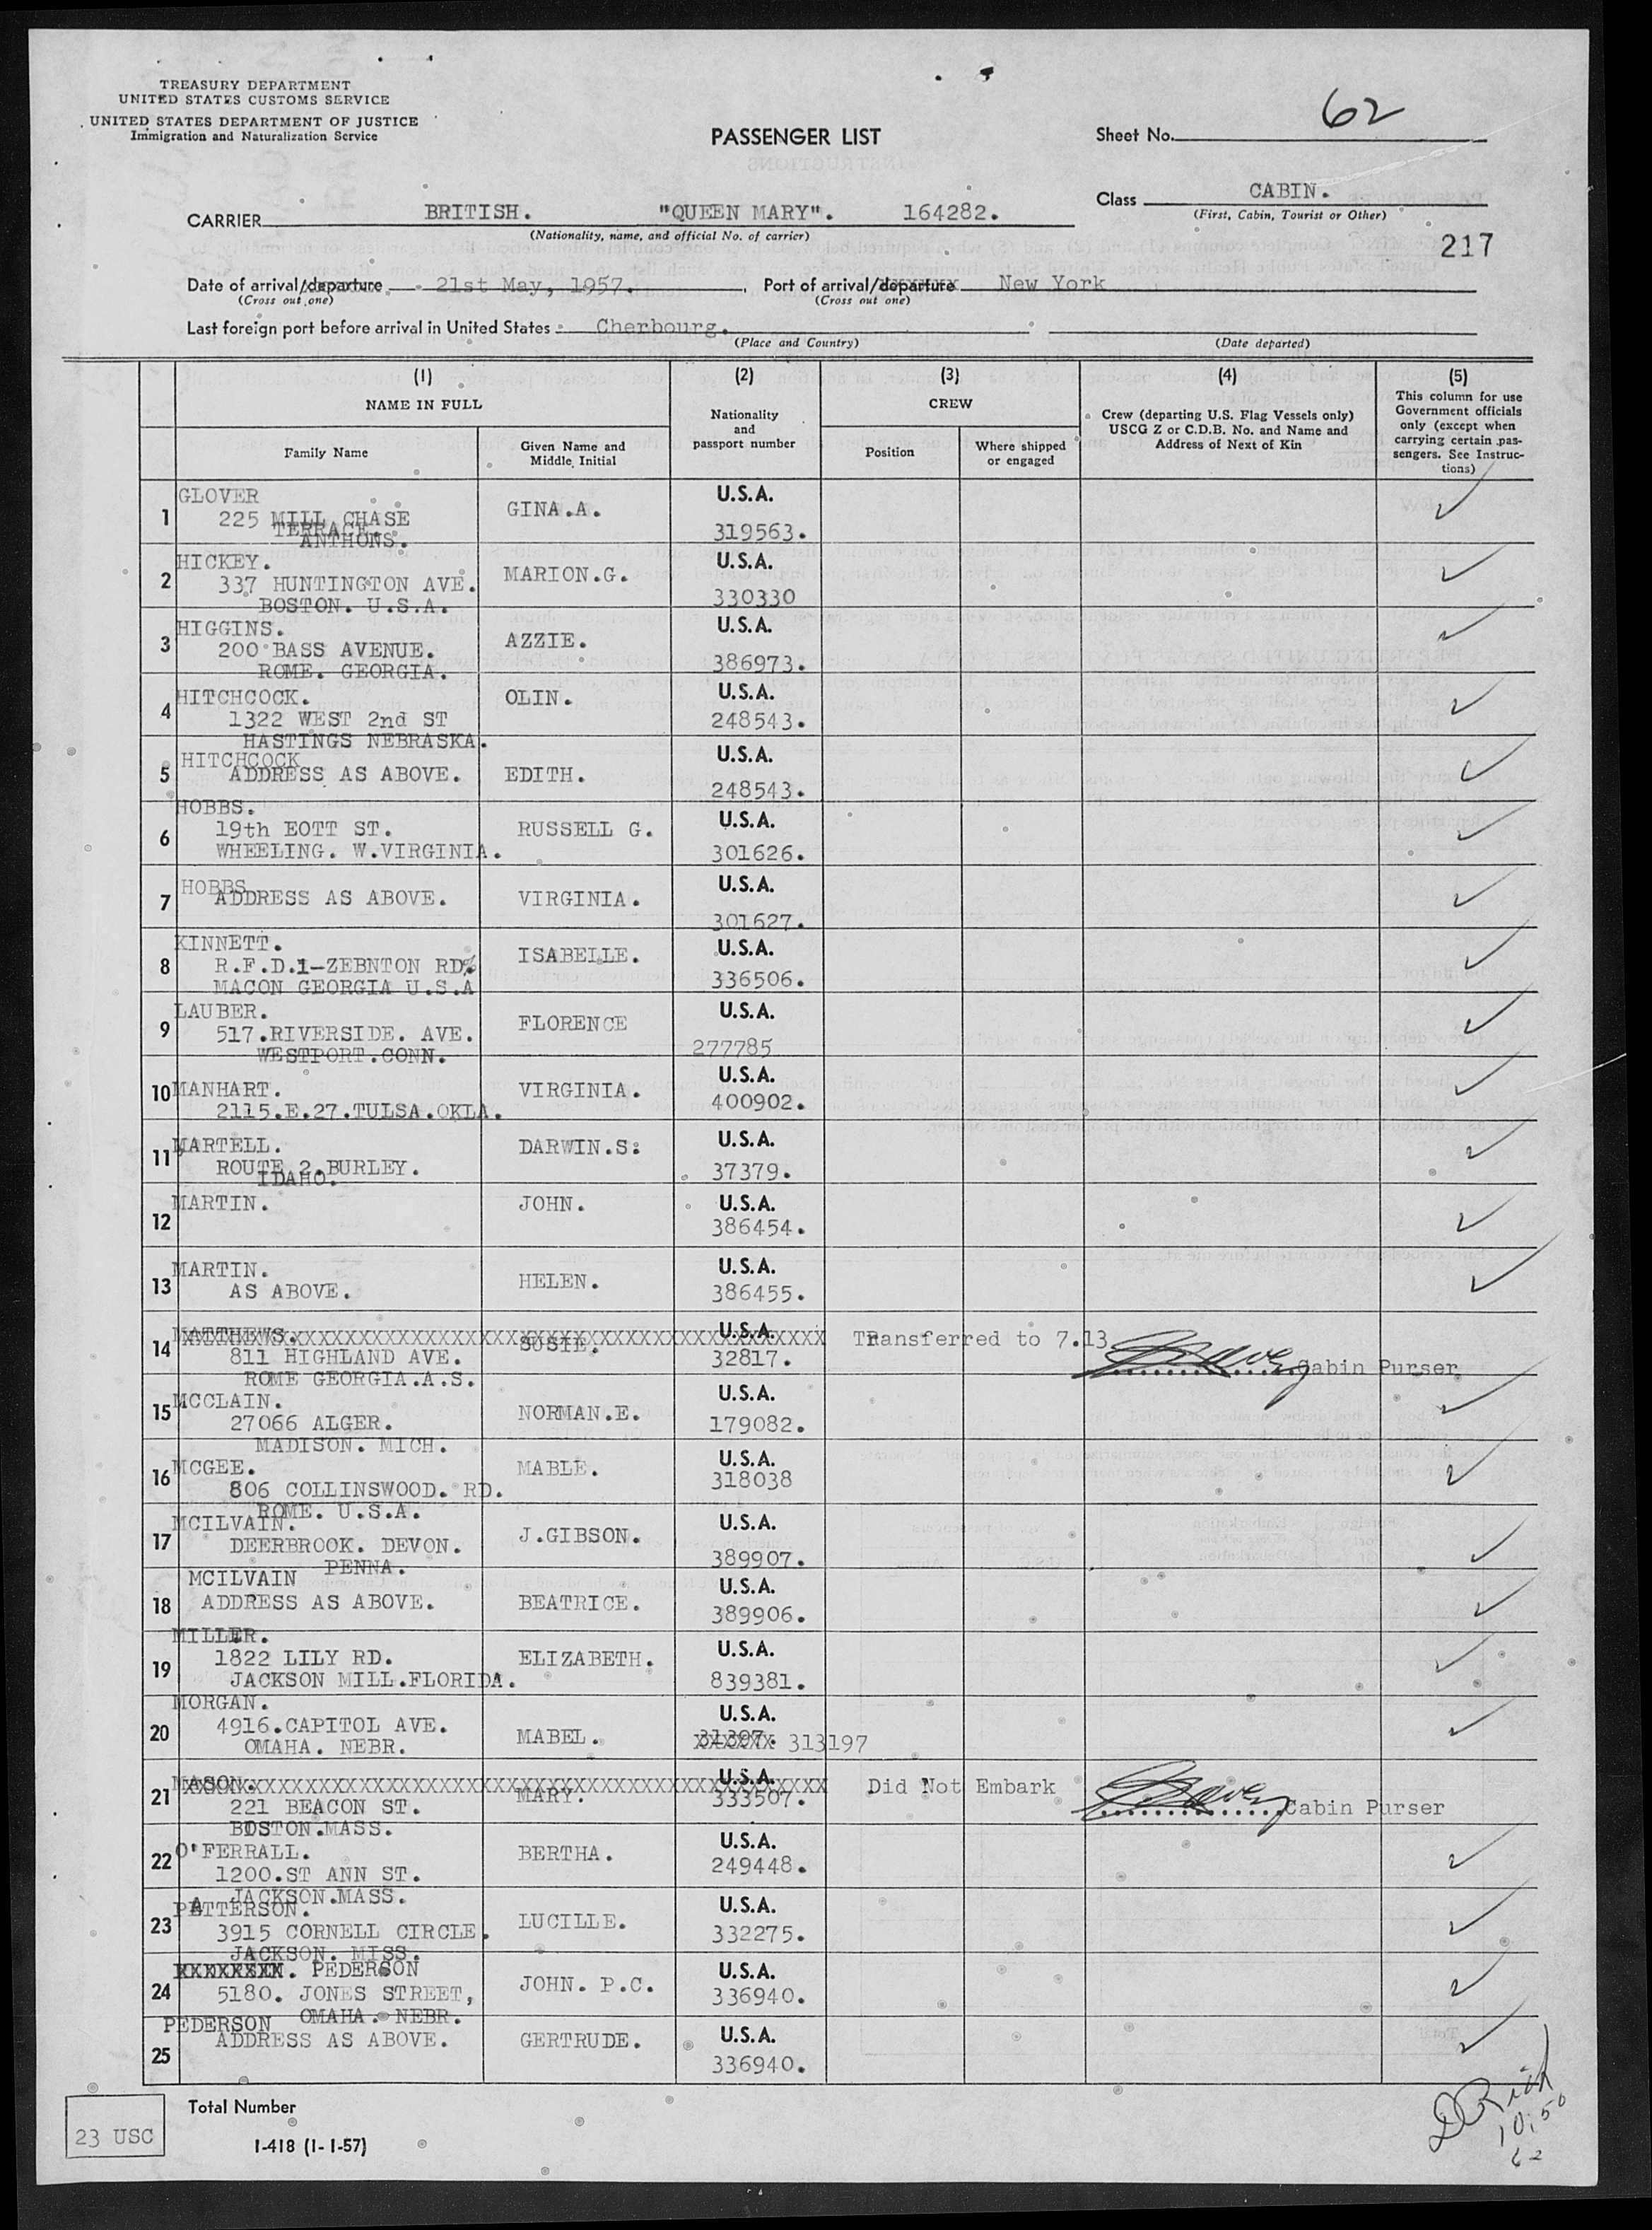 TREASURY DEPARTMENT
UNITED STATES CUSTOMS SERVICE
UNITED STATES DEPARTMENT OF JUSTICE
Immigration and Naturalization Service
PASSENGER LIST
Sheet No. 62
Class CABIN.
(First, Cabin, Tourist or Other)
CARRIER BRITISH. "QUEEN MARY". 164282.
(Nationality, name, and official No. of carrier)
217
Date of arrival/departure 21st May, 1957. Port of arrival/departure New York
(Cross out one) (Cross out one)
Last foreign port before arrival in United States Cherbourg.
(Place and Country) (Date departed)
(1) (2) (3) (4) (5)
NAME IN FULL
Family Name
Given Name and Middle Initial
Nationality and passport number
CREW
Position
Where shipped or engaged
Crew (departing U.S. Flag Vessels only)
USCG Z or C.D.B. No. and Name and
Address of Next of Kin
This column for use
Government officials
only (except when
carrying certain pas-
sengers. See Instruc-
tions)
1 GLOVER GINA.A. U.S.A.
225 MILL CHASE
TERRACE. 319563.
ANTHONS.
2 HICKEY. MARION.G. U.S.A.
337 HUNTINGTON AVE.
BOSTON. U.S.A. 330330
3 HIGGINS. AZZIE. U.S.A.
200 BASS AVENUE.
ROME. GEORGIA. 386973.
4 HITCHCOCK. OLIN. U.S.A.
1322 WEST 2nd ST 248543.
HASTINGS NEBRASKA.
5 HITCHCOCK EDITH. U.S.A.
ADDRESS AS ABOVE. 248543.
6 HOBBS. RUSSELL G. U.S.A.
19th EOTT ST.
WHEELING. W.VIRGINIA. 301626.
7 HOBBS VIRGINIA. U.S.A.
ADDRESS AS ABOVE. 301627.
8 KINNETT. ISABELLE. U.S.A.
R.F.D.1-ZEBNTON RD% 336506.
MACON GEORGIA U.S.A
9 LAUBER. FLORENCE U.S.A.
517.RIVERSIDE. AVE.
WESTPORT.CONN. 277785
10 MANHART. VIRGINIA. U.S.A.
2115.E.27.TULSA.OKLA. 400902.
11 MARTELL. DARWIN.S: U.S.A.
ROUTE 2.BURLEY. 37379.
IDAHO.
12 MARTIN. JOHN. U.S.A.
386454.
13 MARTIN. HELEN. U.S.A.
AS ABOVE. 386455.
14 MATTHEWS. SUSIE. U.S.A. Transferred to 7.13
811 HIGHLAND AVE. 32817. Cabin Purser
ROME GEORGIA.A.S.
15 MCCLAIN. NORMAN.E. U.S.A.
27066 ALGER. 179082.
MADISON. MICH.
16 MCGEE. MABLE. U.S.A.
806 COLLINSWOOD. RD. 318038
ROME. U.S.A.
17 MCILVAIN. J.GIBSON. U.S.A.
DEERBROOK. DEVON. 389907.
PENNA.
18 MCILVAIN BEATRICE. U.S.A.
ADDRESS AS ABOVE. 389906.
19 MILLER. ELIZABETH. U.S.A.
1822 LILY RD.
JACKSON MILL.FLORIDA. 839381.
20 MORGAN. MABEL. U.S.A.
4916.CAPITOL AVE.
OMAHA. NEBR. 31397. 313197
21 MASON. MARY. U.S.A. Did Not Embark
221 BEACON ST. 333507. Cabin Purser
BOSTON.MASS.
22 O'FERRALL. BERTHA. U.S.A.
1200.ST ANN ST. 249448.
JACKSON.MASS.
23 PATTERSON. LUCILLE. U.S.A.
3915 CORNELL CIRCLE. 332275.
JACKSON. MISS.
24 XXXXXXXX. PEDERSON JOHN. P.C. U.S.A.
5180. JONES STREET, 336940.
OMAHA. NEBR.
25 PEDERSON GERTRUDE. U.S.A.
ADDRESS AS ABOVE. 336940.
Total Number
23 USC
I-418 (1-1-57)
10:50
62